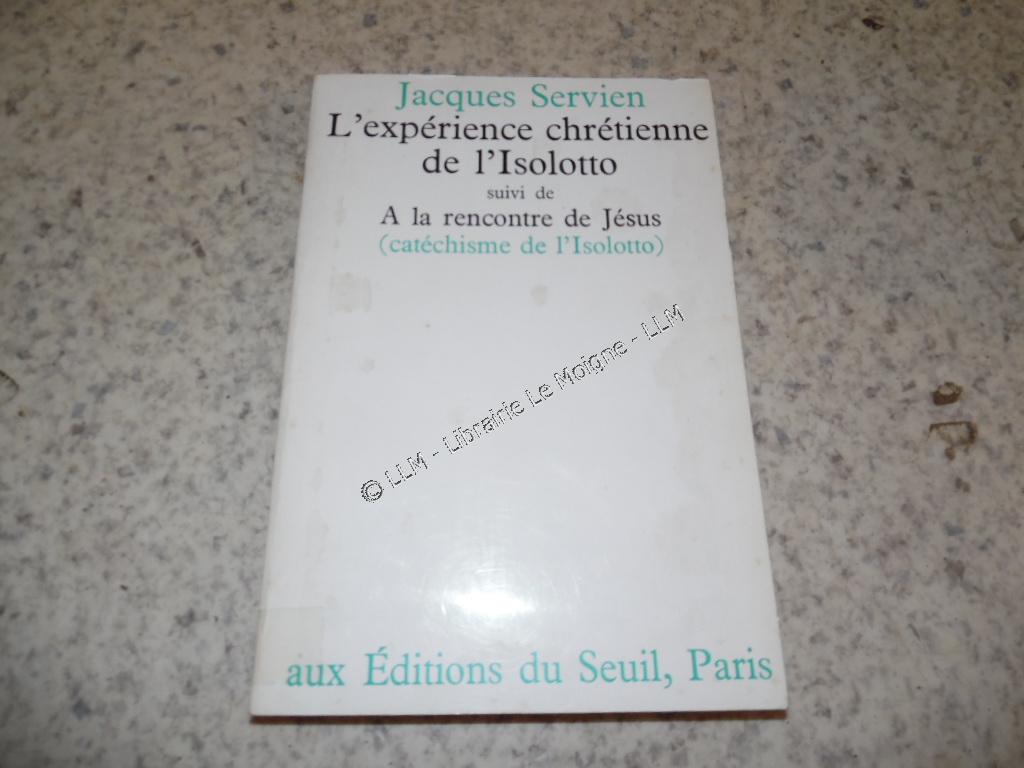 Jacques Servien
L'expérience chrétienne
de l'Isolotto
suivi de
A la rencontre de Jésus
(catéchisme de l'Isolotto)
© LLM - Librairie Le Moigne - LLM
aux Éditions du Seuil, Paris